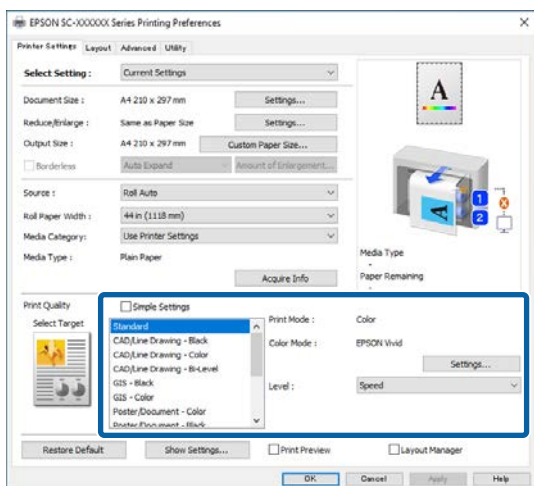 EPSON SC-XXXXXX Series Printing Preferences
Printer Settings Layout Advanced Utility
Select Setting : Current Settings
Document Size : A4 210 x 297 mm Settings...
Reduce/Enlarge : Same as Paper Size Settings...
Output Size : A4 210 x 297 mm Custom Paper Size...
Borderless Auto Expand Amount of Enlargement...
Source : Roll Auto
Roll Paper Width : 44 in (1118 mm)
Media Category: Use Printer Settings
Media Type : Plain Paper
Acquire Info
A
A
1
2
Media Type
-
Paper Remaining
-
Print Quality
Select Target
Simple Settings
Standard
CAD/Line Drawing - Black
CAD/Line Drawing - Color
CAD/Line Drawing - Bi-Level
GIS - Black
GIS - Color
Poster/Document - Color
Poster/Document - Black
Print Mode : Color
Color Mode : EPSON Vivid
Settings...
Level : Speed
Restore Default Show Settings... Print Preview Layout Manager
OK Cancel Apply Help